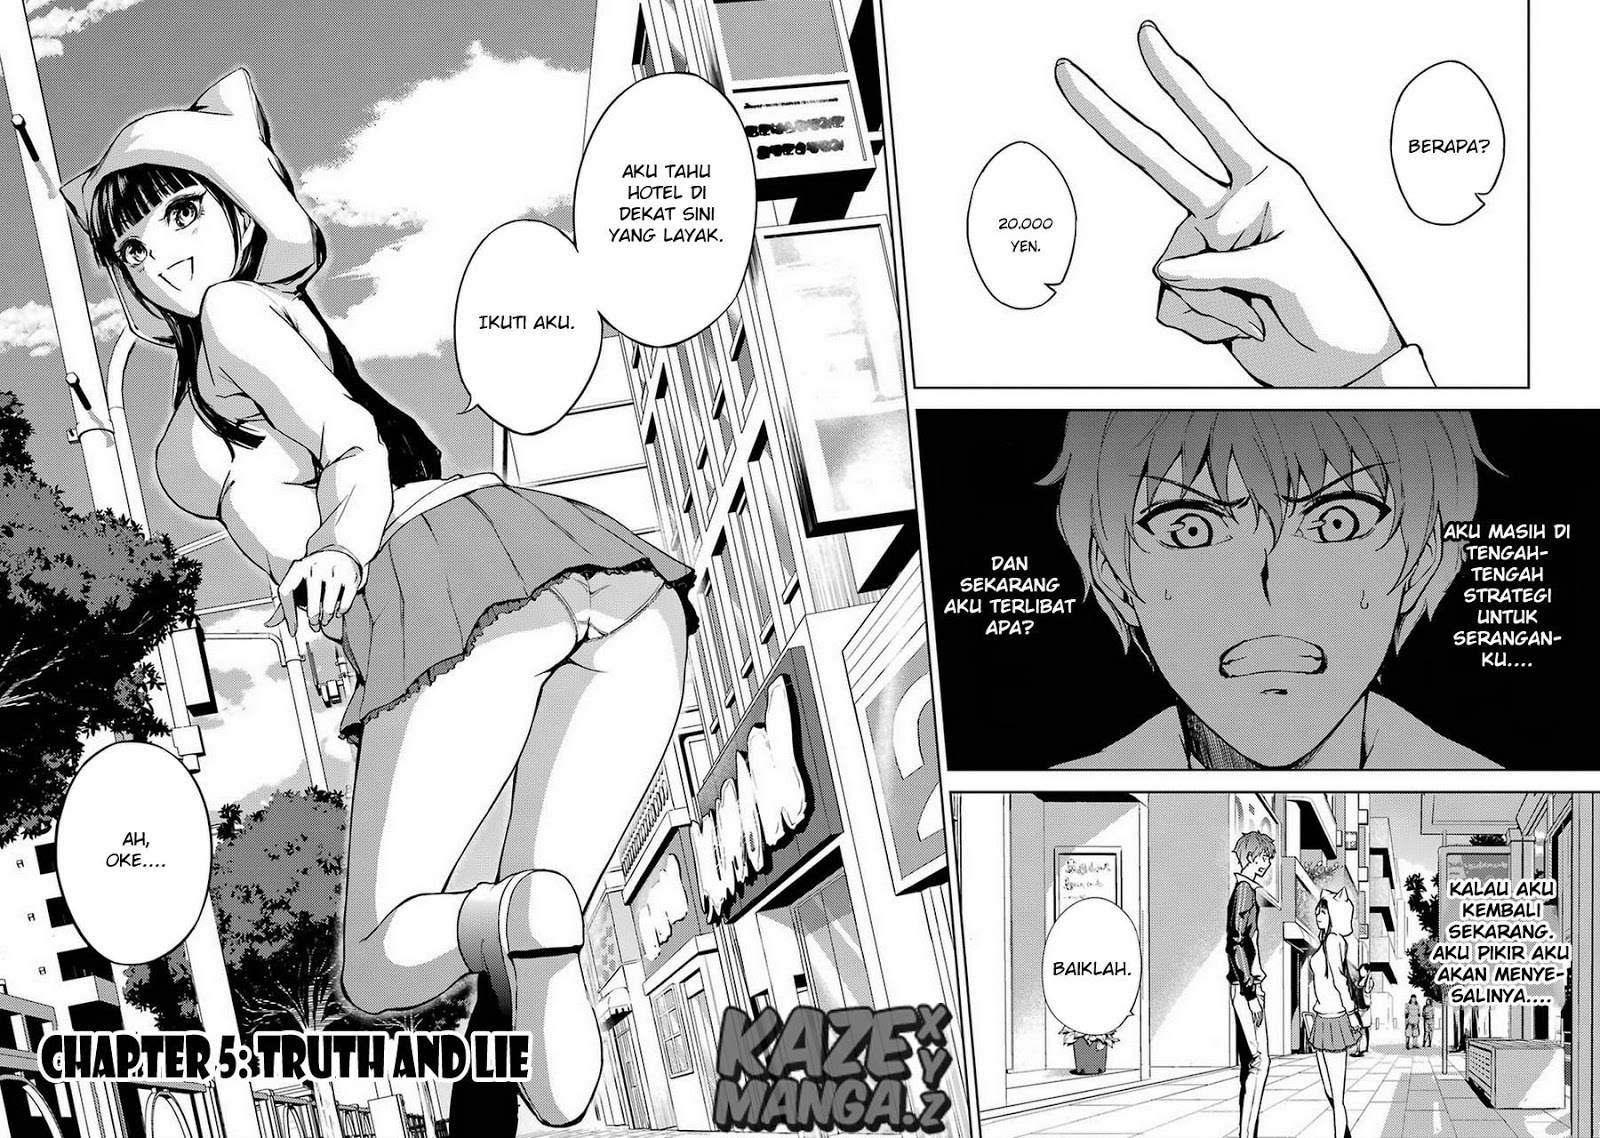 BERAPA?
20.000
YEN.
AKU MASIH DI
TENGAH-
TENGAH
STRATEGI
UNTUK
SERANGAN-
KU....
DAN
SEKARANG
AKU TERLIBAT
APA?
KALAU AKU
KEMBALI
SEKARANG.
AKU PIKIR AKU
AKAN MENYE-
SALINYA....
BAIKLAH.
AKU TAHU
HOTEL DI
DEKAT SINI
YANG LAYAK.
IKUTI AKU.
AH,
OKE....
CHAPTER 5: TRUTH AND LIE
KAZE
MANGA.
XYZ